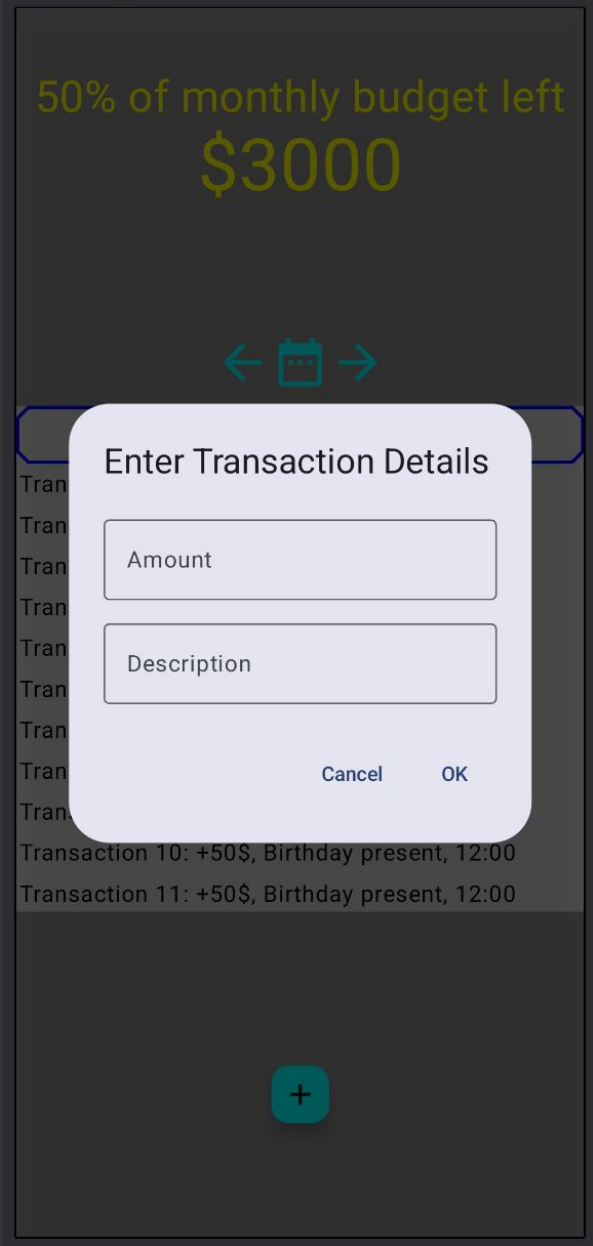 50% of monthly budget left
$3000
Enter Transaction Details
Tran
Tran
Amount
Tran
Tran
Tran
Description
Tran
Tran
Tran
Cancel OK
Tran
Transaction 10: +50$, Birthday present, 12:00
Transaction 11: +50$, Birthday present, 12:00
+